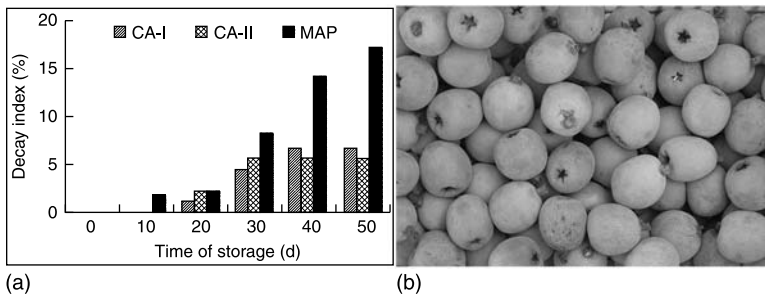 CA-I CA-II MAP
20
15
10
5
0
Decay index (%)
0 10 20 30 40 50
Time of storage (d)
(a)
(b)